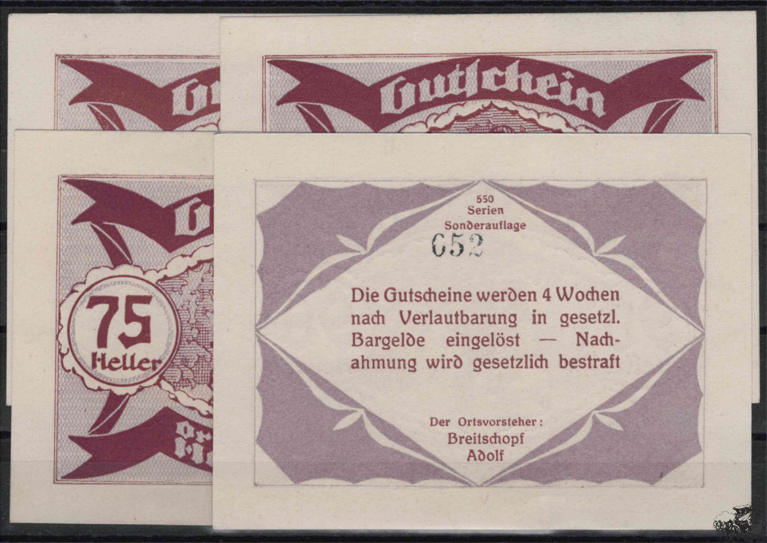 Gutschein
75
Heller
550
Serien
Sonderauflage
652
Die Gutscheine werden 4 Wochen
nach Verlautbarung in gesetzl.
Bargelde eingelöst — Nach-
ahmung wird gesetzlich bestraft
Der Ortsvorsteher:
Breitschopf
Adolf